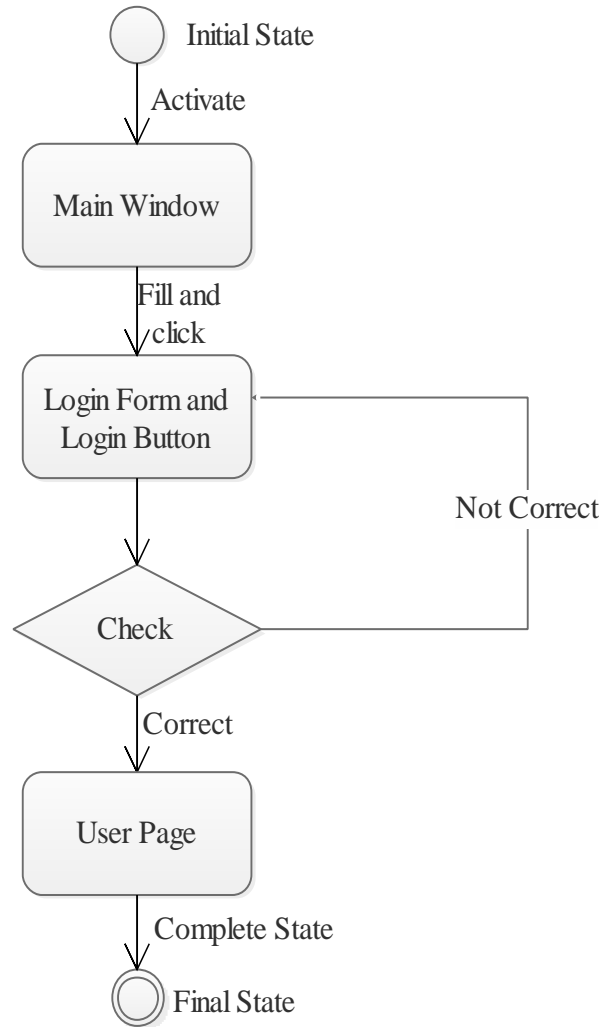 Initial State
Activate
Main Window
Fill and
click
Login Form and
Login Button
Not Correct
Check
Correct
User Page
Complete State
Final State